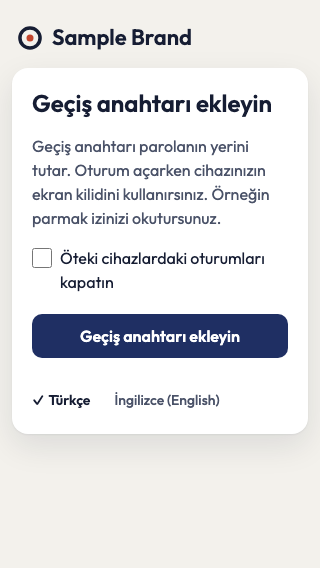 Sample Brand
Geçiş anahtarı ekleyin
Geçiş anahtarı parolanın yerini
tutar. Oturum açarken cihazınızın
ekran kilidini kullanırsınız. Örneğin
parmak izinizi okutursunuz.
Öteki cihazlardaki oturumları
kapatın
Geçiş anahtarı ekleyin
Türkçe
İngilizce (English)